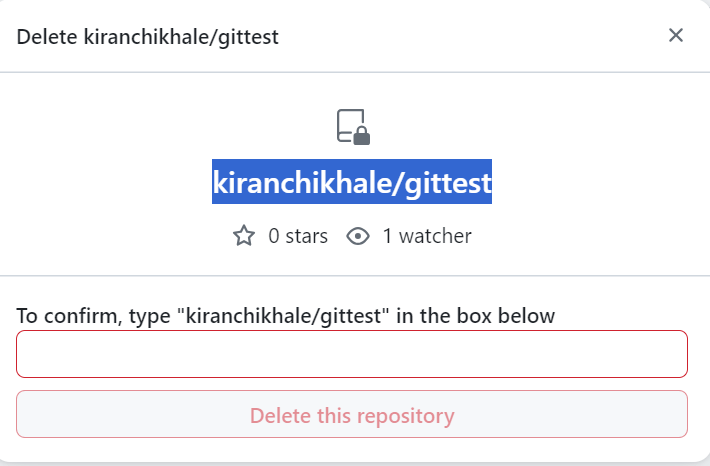 Delete kiranchikhale/gittest
kiranchikhale/gittest
0 stars 1 watcher
To confirm, type "kiranchikhale/gittest" in the box below
Delete this repository